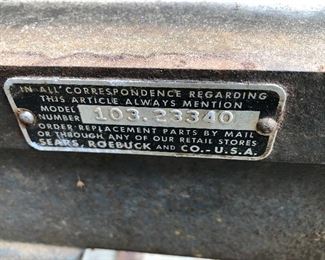 IN ALL CORRESPONDENCE REGARDING
THIS ARTICLE ALWAYS MENTION
MODEL NUMBER 103.23340
ORDER REPLACEMENT PARTS BY MAIL
OR THROUGH ANY OF OUR RETAIL STORES
SEARS, ROEBUCK AND CO.-U.S.A.